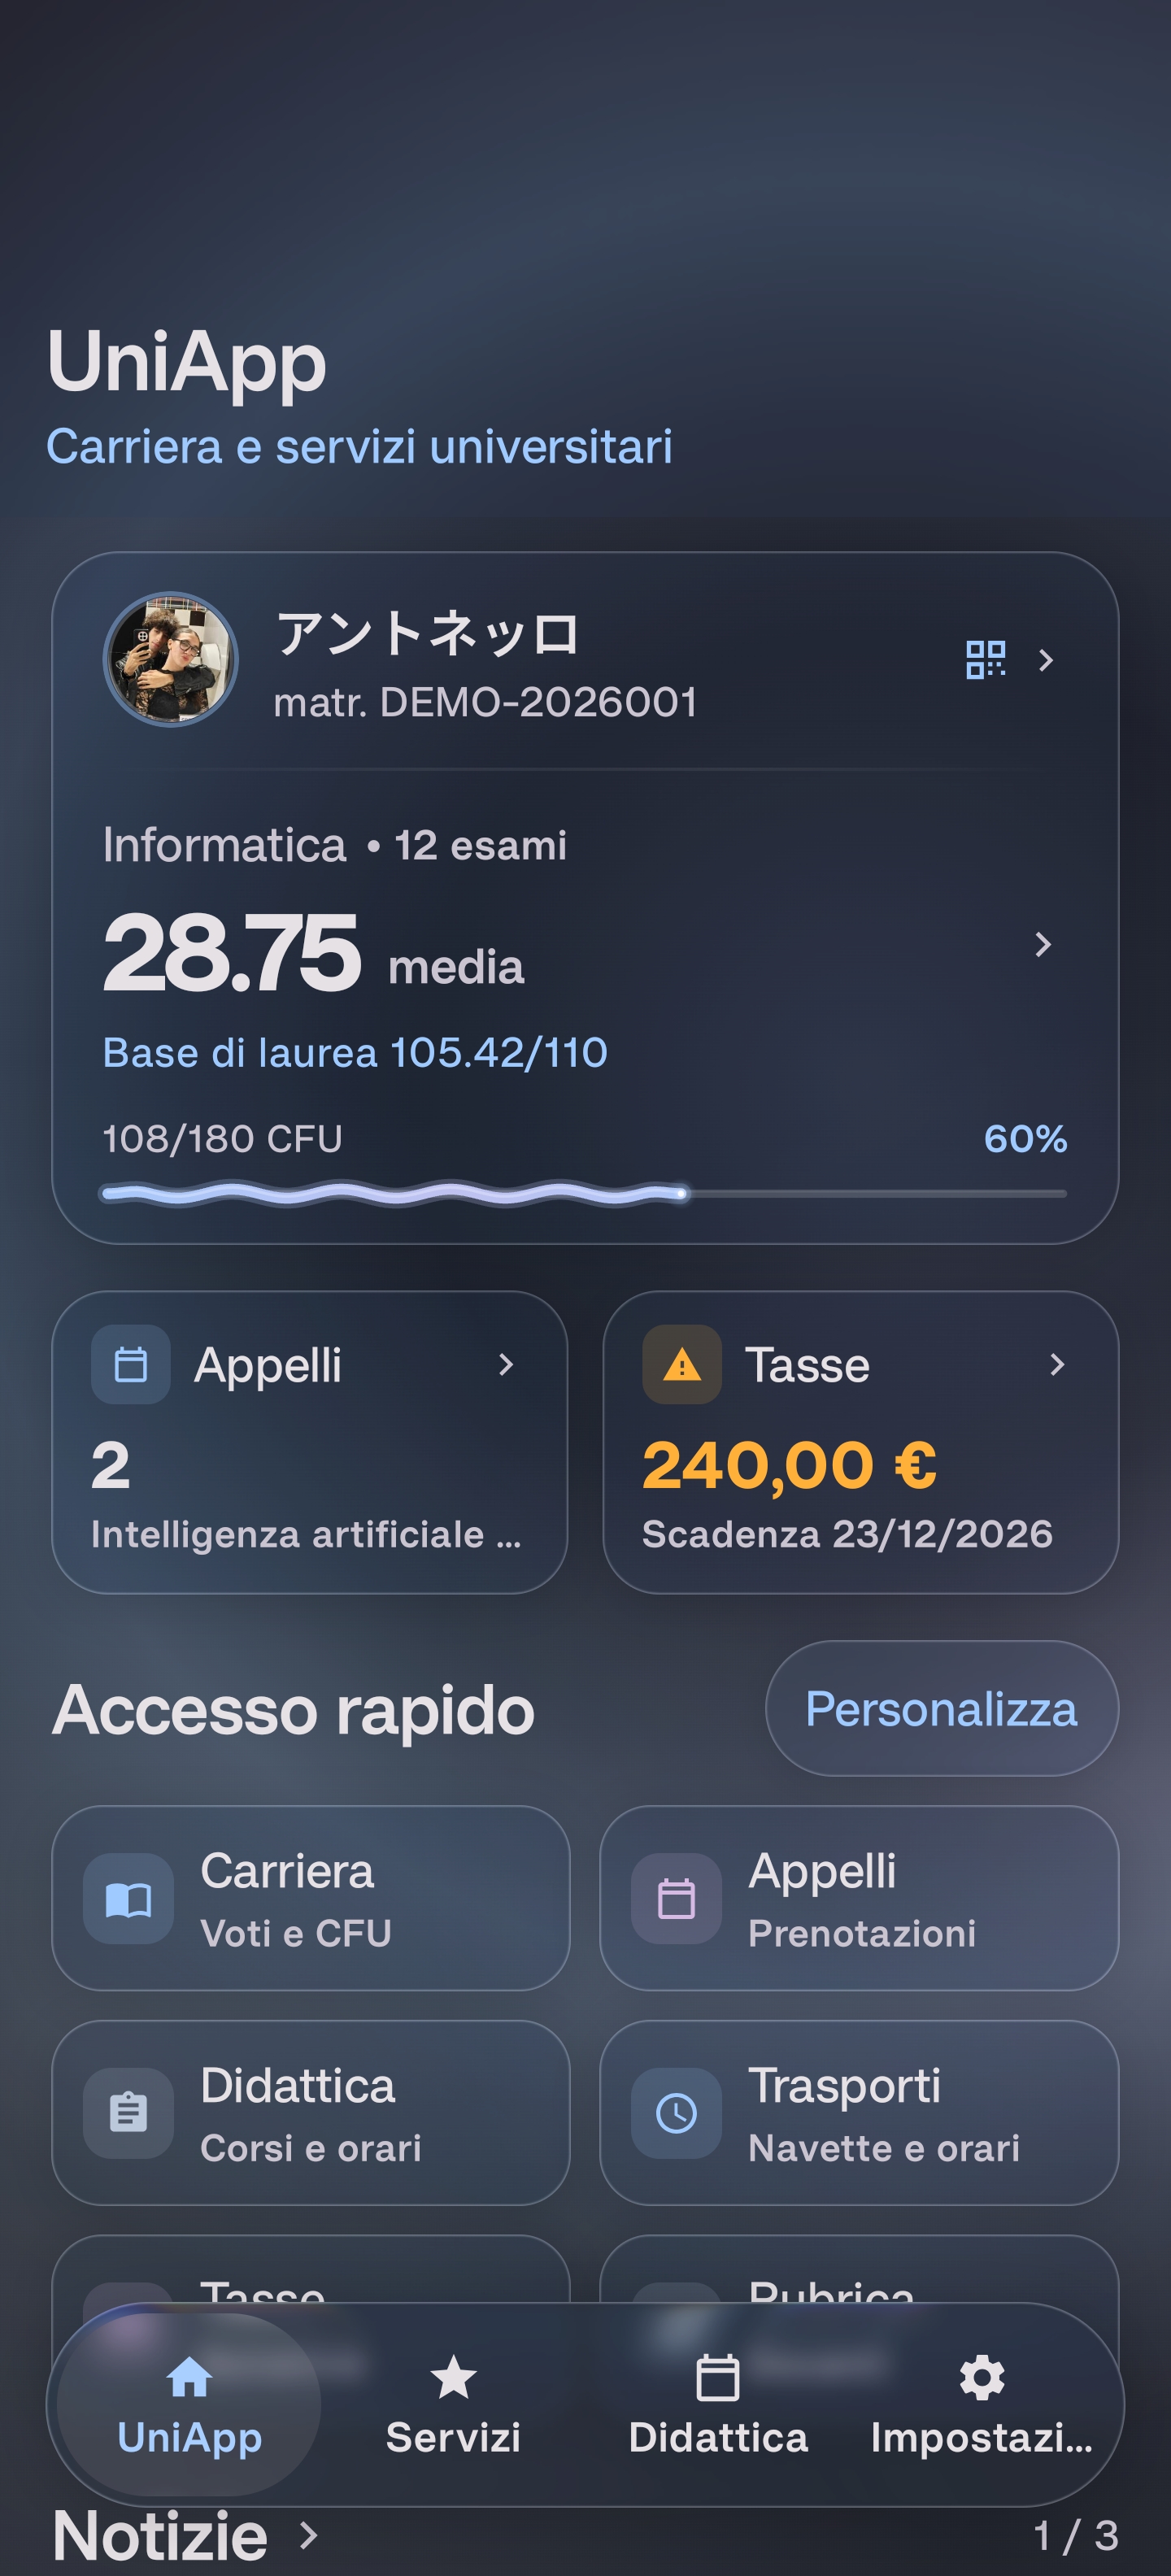 UniApp
Carriera e servizi universitari
アントネッロ
matr. DEMO-2026001
Informatica • 12 esami
28.75 media
Base di laurea 105.42/110
108/180 CFU 60%
Appelli
2
Intelligenza artificiale ...
Tasse
240,00 €
Scadenza 23/12/2026
Accesso rapido
Personalizza
Carriera
Voti e CFU
Appelli
Prenotazioni
Didattica
Corsi e orari
Trasporti
Navette e orari
Tasse
Rubrica
UniApp
Servizi
Didattica
Impostazi...
Notizie
1 / 3